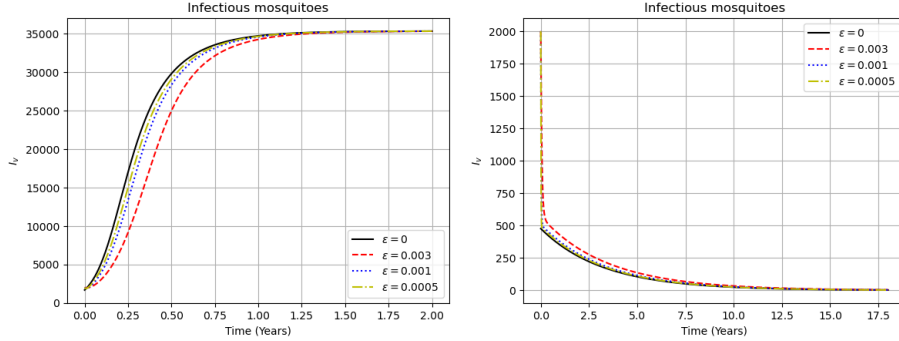 Infectious mosquitoes
35000
30000
25000
20000
15000
10000
5000
0
I_v
ε = 0
ε = 0.003
ε = 0.001
ε = 0.0005
0.00 0.25 0.50 0.75 1.00 1.25 1.50 1.75 2.00
Time (Years)
Infectious mosquitoes
2000
1750
1500
1250
1000
750
500
250
0
I_v
ε = 0
ε = 0.003
ε = 0.001
ε = 0.0005
0.0 2.5 5.0 7.5 10.0 12.5 15.0 17.5
Time (Years)